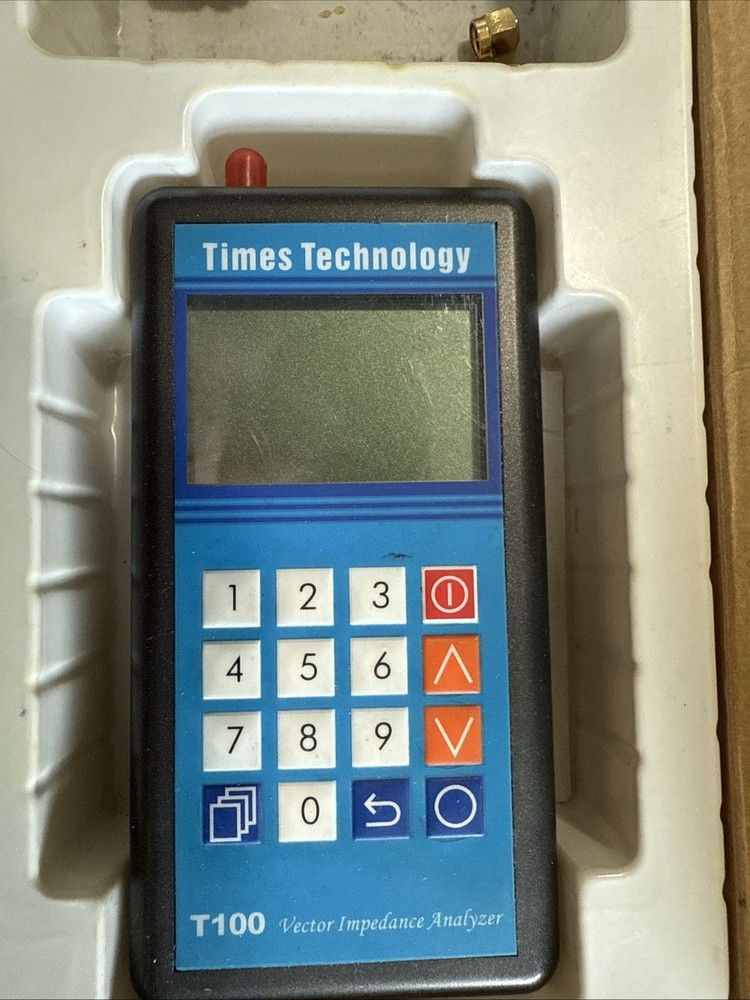 Times Technology
1 2 3
4 5 6
7 8 9
0
T100 Vector Impedance Analyzer